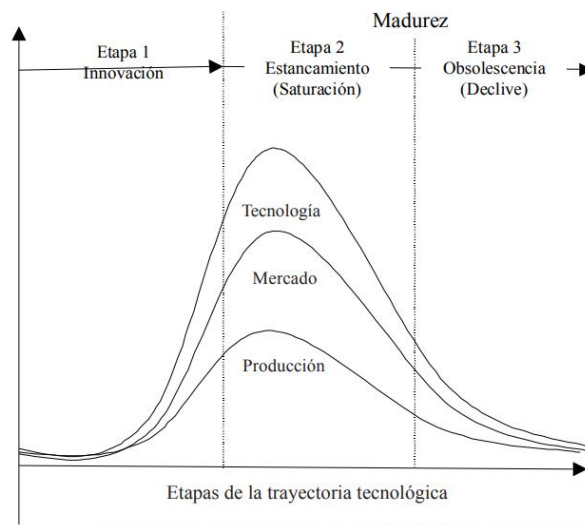 Madurez
Etapa 1
Innovación
Etapa 2
Estancamiento
(Saturación)
Etapa 3
Obsolescencia
(Declive)
Tecnología
Mercado
Producción
Etapas de la trayectoria tecnológica